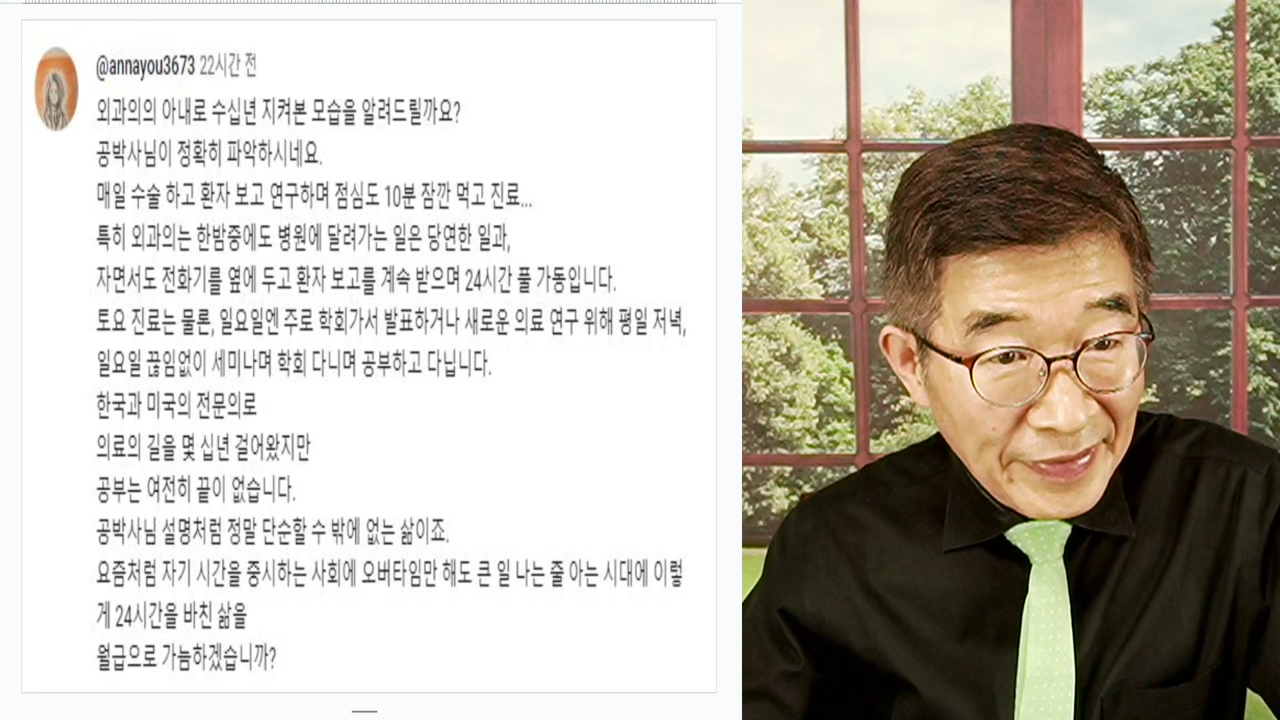 @annayou3673 22시간 전
외과의의 아내로 수십년 지켜본 모습을 알려드릴까요?
공박사님이 정확히 파악하시네요.
매일 수술 하고 환자 보고 연구하며 점심도 10분 잠깐 먹고 진료...
특히 외과의는 한밤중에도 병원에 달려가는 일은 당연한 일과,
자면서도 전화기를 옆에 두고 환자 보고를 계속 받으며 24시간 풀 가동입니다.
토요 진료는 물론, 일요일엔 주로 학회가서 발표하거나 새로운 의료 연구 위해 평일 저녁,
일요일 끊임없이 세미나며 학회 다니며 공부하고 다닙니다.
한국과 미국의 전문의로
의료의 길을 몇 십년 걸어왔지만
공부는 여전히 끝이 없습니다.
공박사님 설명처럼 정말 단순할 수 밖에 없는 삶이죠.
요즘처럼 자기 시간을 중시하는 사회에 오버타임만 해도 큰 일 나는 줄 아는 시대에 이렇
게 24시간을 바친 삶을
월급으로 가늠하겠습니까?